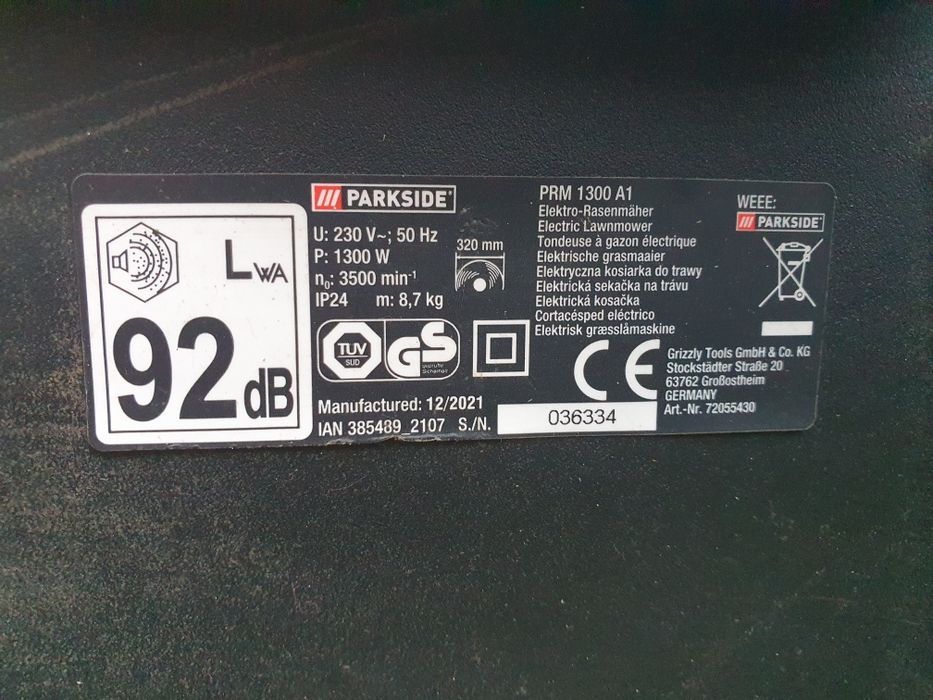 LWA
92 dB
PARKSIDE
U: 230 V~; 50 Hz
P: 1300 W
n0: 3500 min-1
IP24 m: 8,7 kg
320 mm
TÜV
SÜD
GS
Manufactured: 12/2021
IAN 385489_2107 S./N. 036334
PRM 1300 A1
Elektro-Rasenmäher
Electric Lawnmower
Tondeuse à gazon électrique
Elektrische grasmaaier
Elektryczna kosiarka do trawy
Elektrická sekačka na trávu
Elektrická kosačka
Cortacésped eléctrico
Elektrisk græsslåmaskine
CE
WEEE:
PARKSIDE
Grizzly Tools GmbH & Co. KG
Stockstädter Straße 20
63762 Großostheim
GERMANY
Art.-Nr. 72055430